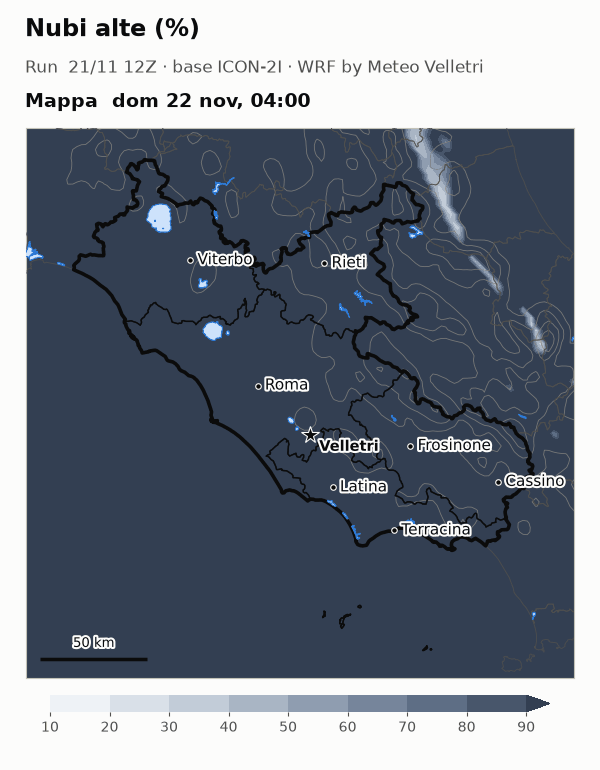 Nubi alte (%)
Run  21/11 12Z · base ICON-2I · WRF by Meteo Velletri
Mappa  dom 22 nov, 04:00
Viterbo
Rieti
Roma
Velletri
Frosinone
Latina
Cassino
Terracina
50 km
10 20 30 40 50 60 70 80 90